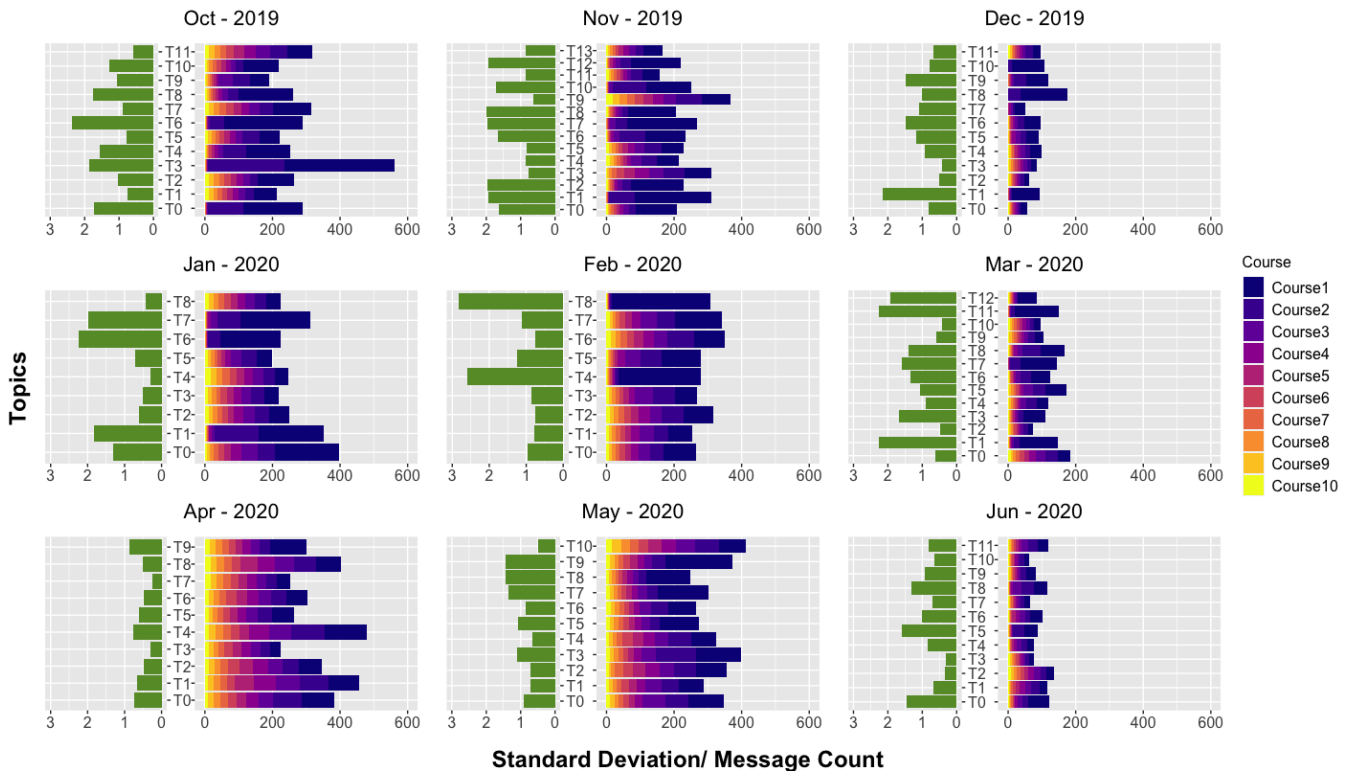 Oct - 2019
T11
T10
T9
T8
T7
T6
T5
T4
T3
T2
T1
T0
3 2 1 0 0 200 400 600
Nov - 2019
T13
T12
T11
T10
T9
T8
T7
T6
T5
T4
T3
T2
T1
T0
3 2 1 0 0 200 400 600
Dec - 2019
T11
T10
T9
T8
T7
T6
T5
T4
T3
T2
T1
T0
3 2 1 0 0 200 400 600
Jan - 2020
T8
T7
T6
T5
T4
T3
T2
T1
T0
3 2 1 0 0 200 400 600
Feb - 2020
T8
T7
T6
T5
T4
T3
T2
T1
T0
3 2 1 0 0 200 400 600
Mar - 2020
T12
T11
T10
T9
T8
T7
T6
T5
T4
T3
T2
T1
T0
3 2 1 0 0 200 400 600
Apr - 2020
T9
T8
T7
T6
T5
T4
T3
T2
T1
T0
3 2 1 0 0 200 400 600
May - 2020
T10
T9
T8
T7
T6
T5
T4
T3
T2
T1
T0
3 2 1 0 0 200 400 600
Jun - 2020
T11
T10
T9
T8
T7
T6
T5
T4
T3
T2
T1
T0
3 2 1 0 0 200 400 600
Topics
Standard Deviation/ Message Count
Course
Course1
Course2
Course3
Course4
Course5
Course6
Course7
Course8
Course9
Course10